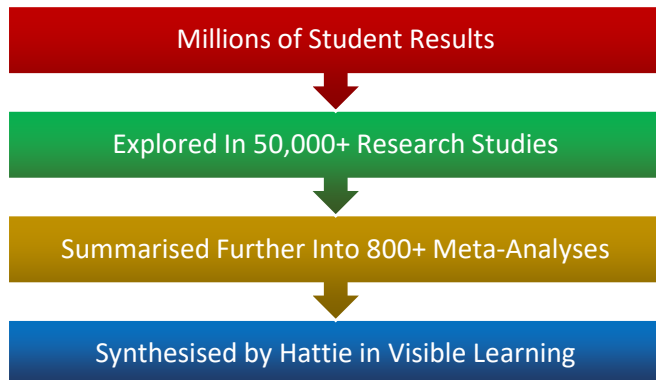 Millions of Student Results
Explored In 50,000+ Research Studies
Summarised Further Into 800+ Meta-Analyses
Synthesised by Hattie in Visible Learning